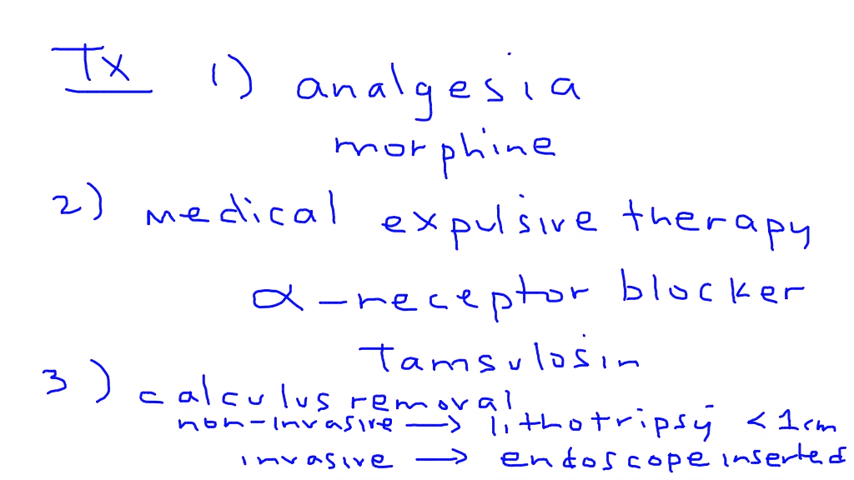 Tx 1) analgesia
morphine
2) medical expulsive therapy
α-receptor blocker
Tamsulosin
3) calculus removal
non-invasive → lithotripsy < 1cm
invasive → endoscope inserted